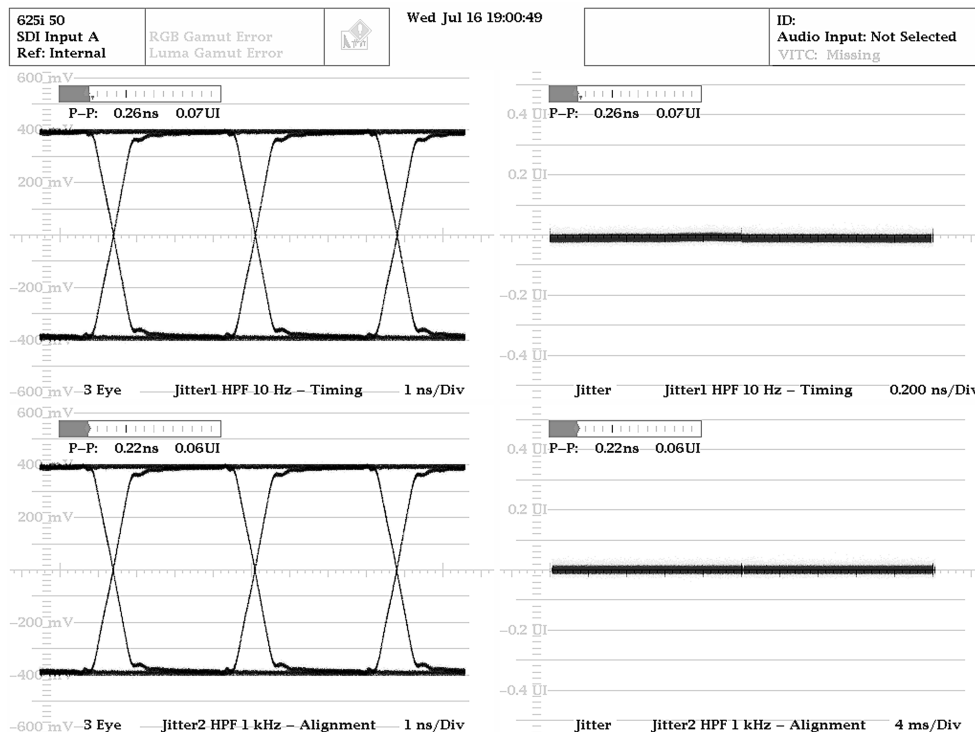 625i 50
SDI Input A
Ref: Internal
RGB Gamut Error
Luma Gamut Error
Wed Jul 16 19:00:49
ID:
Audio Input: Not Selected
VITC: Missing
600 mV
P-P: 0.26ns 0.07UI
400 mV
200 mV
-200 mV
-400 mV
-600 mV
3 Eye Jitter1 HPF 10 Hz - Timing 1 ns/Div
0.4 UI
P-P: 0.26ns 0.07UI
0.2 UI
-0.2 UI
-0.4 UI
Jitter Jitter1 HPF 10 Hz - Timing 0.200 ns/Div
600 mV
P-P: 0.22ns 0.06UI
400 mV
200 mV
-200 mV
-400 mV
-600 mV
3 Eye Jitter2 HPF 1 kHz - Alignment 1 ns/Div
P-P: 0.22ns 0.06UI
0.4 UI
0.2 UI
-0.2 UI
-0.4 UI
Jitter Jitter2 HPF 1 kHz - Alignment 4 ms/Div